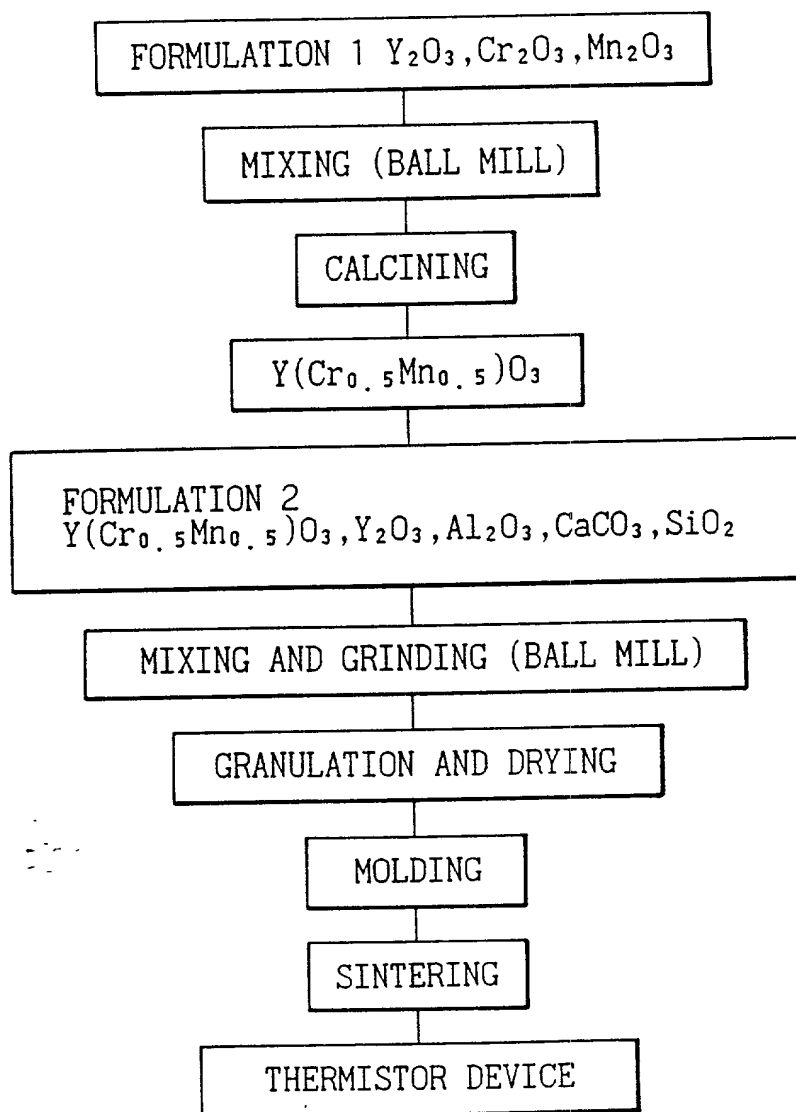 FORMULATION 1 Y₂O₃,Cr₂O₃,Mn₂O₃
MIXING (BALL MILL)
CALCINING
Y(Cr₀.₅Mn₀.₅)O₃
FORMULATION 2
Y(Cr₀.₅Mn₀.₅)O₃,Y₂O₃,Al₂O₃,CaCO₃,SiO₂
MIXING AND GRINDING (BALL MILL)
GRANULATION AND DRYING
MOLDING
SINTERING
THERMISTOR DEVICE